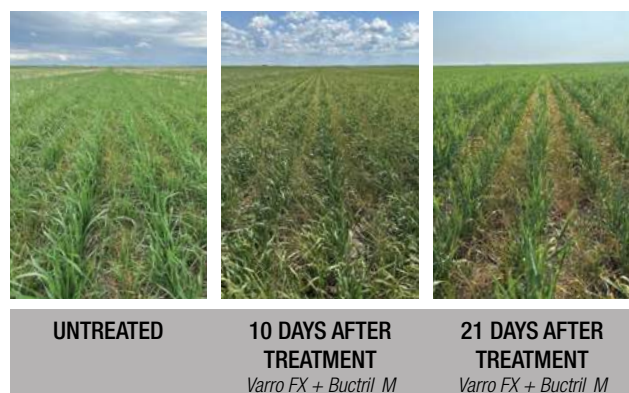 UNTREATED
10 DAYS AFTER
TREATMENT
Varro FX + Buctril M
21 DAYS AFTER
TREATMENT
Varro FX + Buctril M